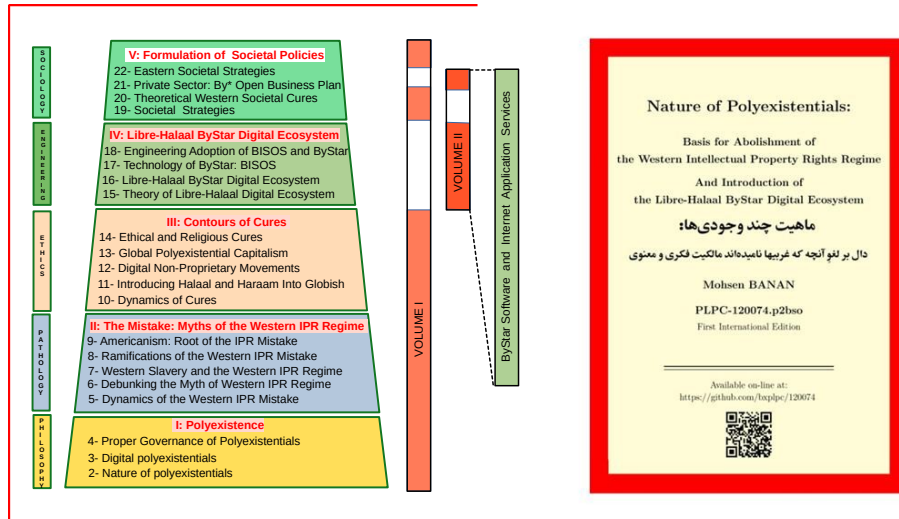 SOCIOLOGY
V: Formulation of Societal Policies
22- Eastern Societal Strategies
21- Private Sector: By* Open Business Plan
20- Theoretical Western Societal Cures
19- Societal Strategies
ENGINEERING
IV: Libre-Halaal ByStar Digital Ecosystem
18- Engineering Adoption of BISOS and ByStar
17- Technology of ByStar: BISOS
16- Libre-Halaal ByStar Digital Ecosystem
15- Theory of Libre-Halaal Digital Ecosystem
ETHICS
III: Contours of Cures
14- Ethical and Religious Cures
13- Global Polyexistential Capitalism
12- Digital Non-Proprietary Movements
11- Introducing Halaal and Haraam Into Globish
10- Dynamics of Cures
PATHOLOGY
II: The Mistake: Myths of the Western IPR Regime
9- Americanism: Root of the IPR Mistake
8- Ramifications of the Western IPR Mistake
7- Western Slavery and the Western IPR Regime
6- Debunking the Myth of Western IPR Regime
5- Dynamics of the Western IPR Mistake
PHILOSOPHY
I: Polyexistence
4- Proper Governance of Polyexistentials
3- Digital polyexistentials
2- Nature of polyexistentials
VOLUME I
VOLUME II
ByStar Software and Internet Application Services
Nature of Polyexistentials:
Basis for Abolishment of
the Western Intellectual Property Rights Regime
And Introduction of
the Libre-Halaal ByStar Digital Ecosystem
ماهیت چند وجودی‌ها:
دال بر لغو آنچه که غربیها نامیده‌اند مالکیت فکری و معنوی
Mohsen BANAN
PLPC-120074.p2bso
First International Edition
Available on-line at:
https://github.com/bxplpc/120074